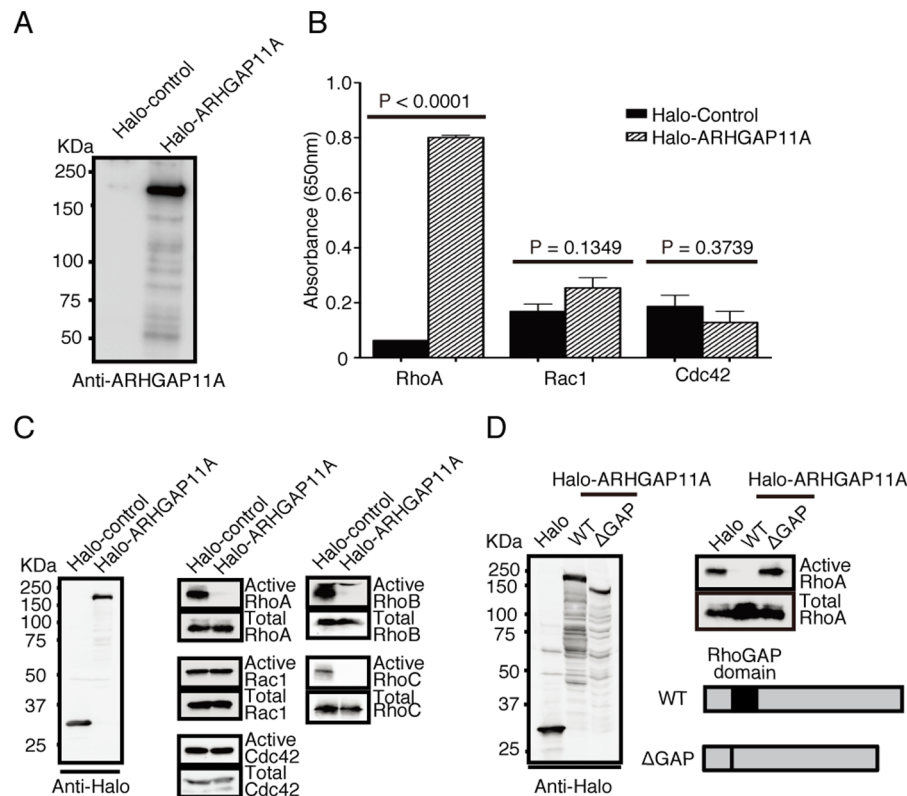 A
Halo-control
Halo-ARHGAP11A
KDa
250
150
100
75
50
Anti-ARHGAP11A
B
Absorbance (650nm)
1.0
0.8
0.6
0.4
0.2
0
P < 0.0001
P = 0.1349
P = 0.3739
Halo-Control
Halo-ARHGAP11A
RhoA
Rac1
Cdc42
C
Halo-control
Halo-ARHGAP11A
KDa
250
150
100
75
50
37
25
Anti-Halo
Halo-control
Halo-ARHGAP11A
Active
RhoA
Total
RhoA
Active
Rac1
Total
Rac1
Active
Cdc42
Total
Cdc42
Halo-control
Halo-ARHGAP11A
Active
RhoB
Total
RhoB
Active
RhoC
Total
RhoC
D
Halo-ARHGAP11A
Halo
WT
ΔGAP
KDa
250
150
100
75
50
37
25
Anti-Halo
Halo-ARHGAP11A
Halo
WT
ΔGAP
Active
RhoA
Total
RhoA
RhoGAP
domain
WT
ΔGAP